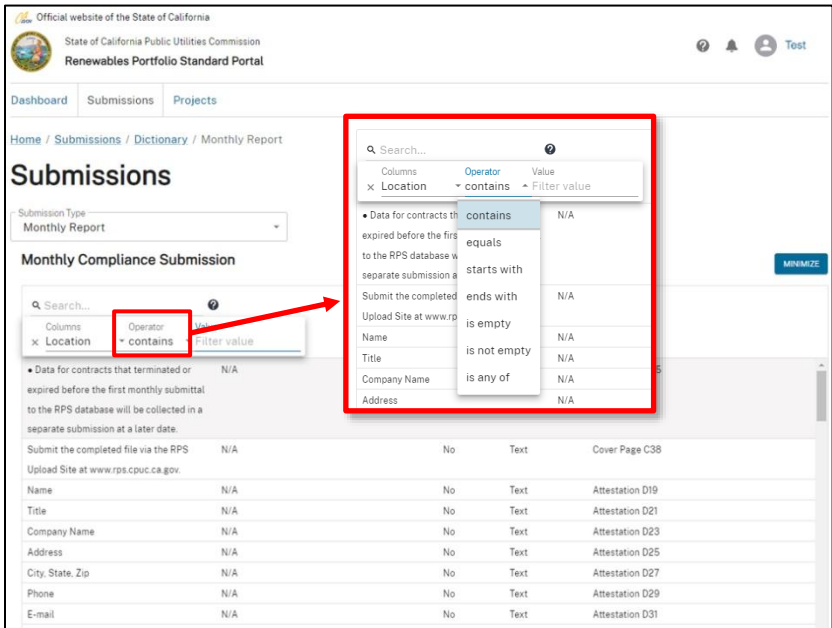 Official website of the State of California
State of California Public Utilities Commission
Renewables Portfolio Standard Portal
Test
Dashboard Submissions Projects
Home / Submissions / Dictionary / Monthly Report
Submissions
Submission Type
Monthly Report
Monthly Compliance Submission
MINIMIZE
Search...
Columns Operator
× Location contains Filter value
• Data for contracts that terminated or N/A
expired before the first monthly submittal
to the RPS database will be collected in a
separate submission at a later date.
Submit the completed file via the RPS N/A No Text Cover Page C38
Upload Site at www.rps.cpuc.ca.gov.
Name N/A No Text Attestation D19
Title N/A No Text Attestation D21
Company Name N/A No Text Attestation D23
Address N/A No Text Attestation D25
City, State, Zip N/A No Text Attestation D27
Phone N/A No Text Attestation D29
E-mail N/A No Text Attestation D31
Search...
Columns Operator Value
× Location contains Filter value
• Data for contracts th N/A
expired before the firs
to the RPS database w
separate submission a
Submit the completed N/A
Upload Site at www.rp
Name N/A
Title N/A
Company Name N/A
Address N/A
contains
equals
starts with
ends with
is empty
is not empty
is any of